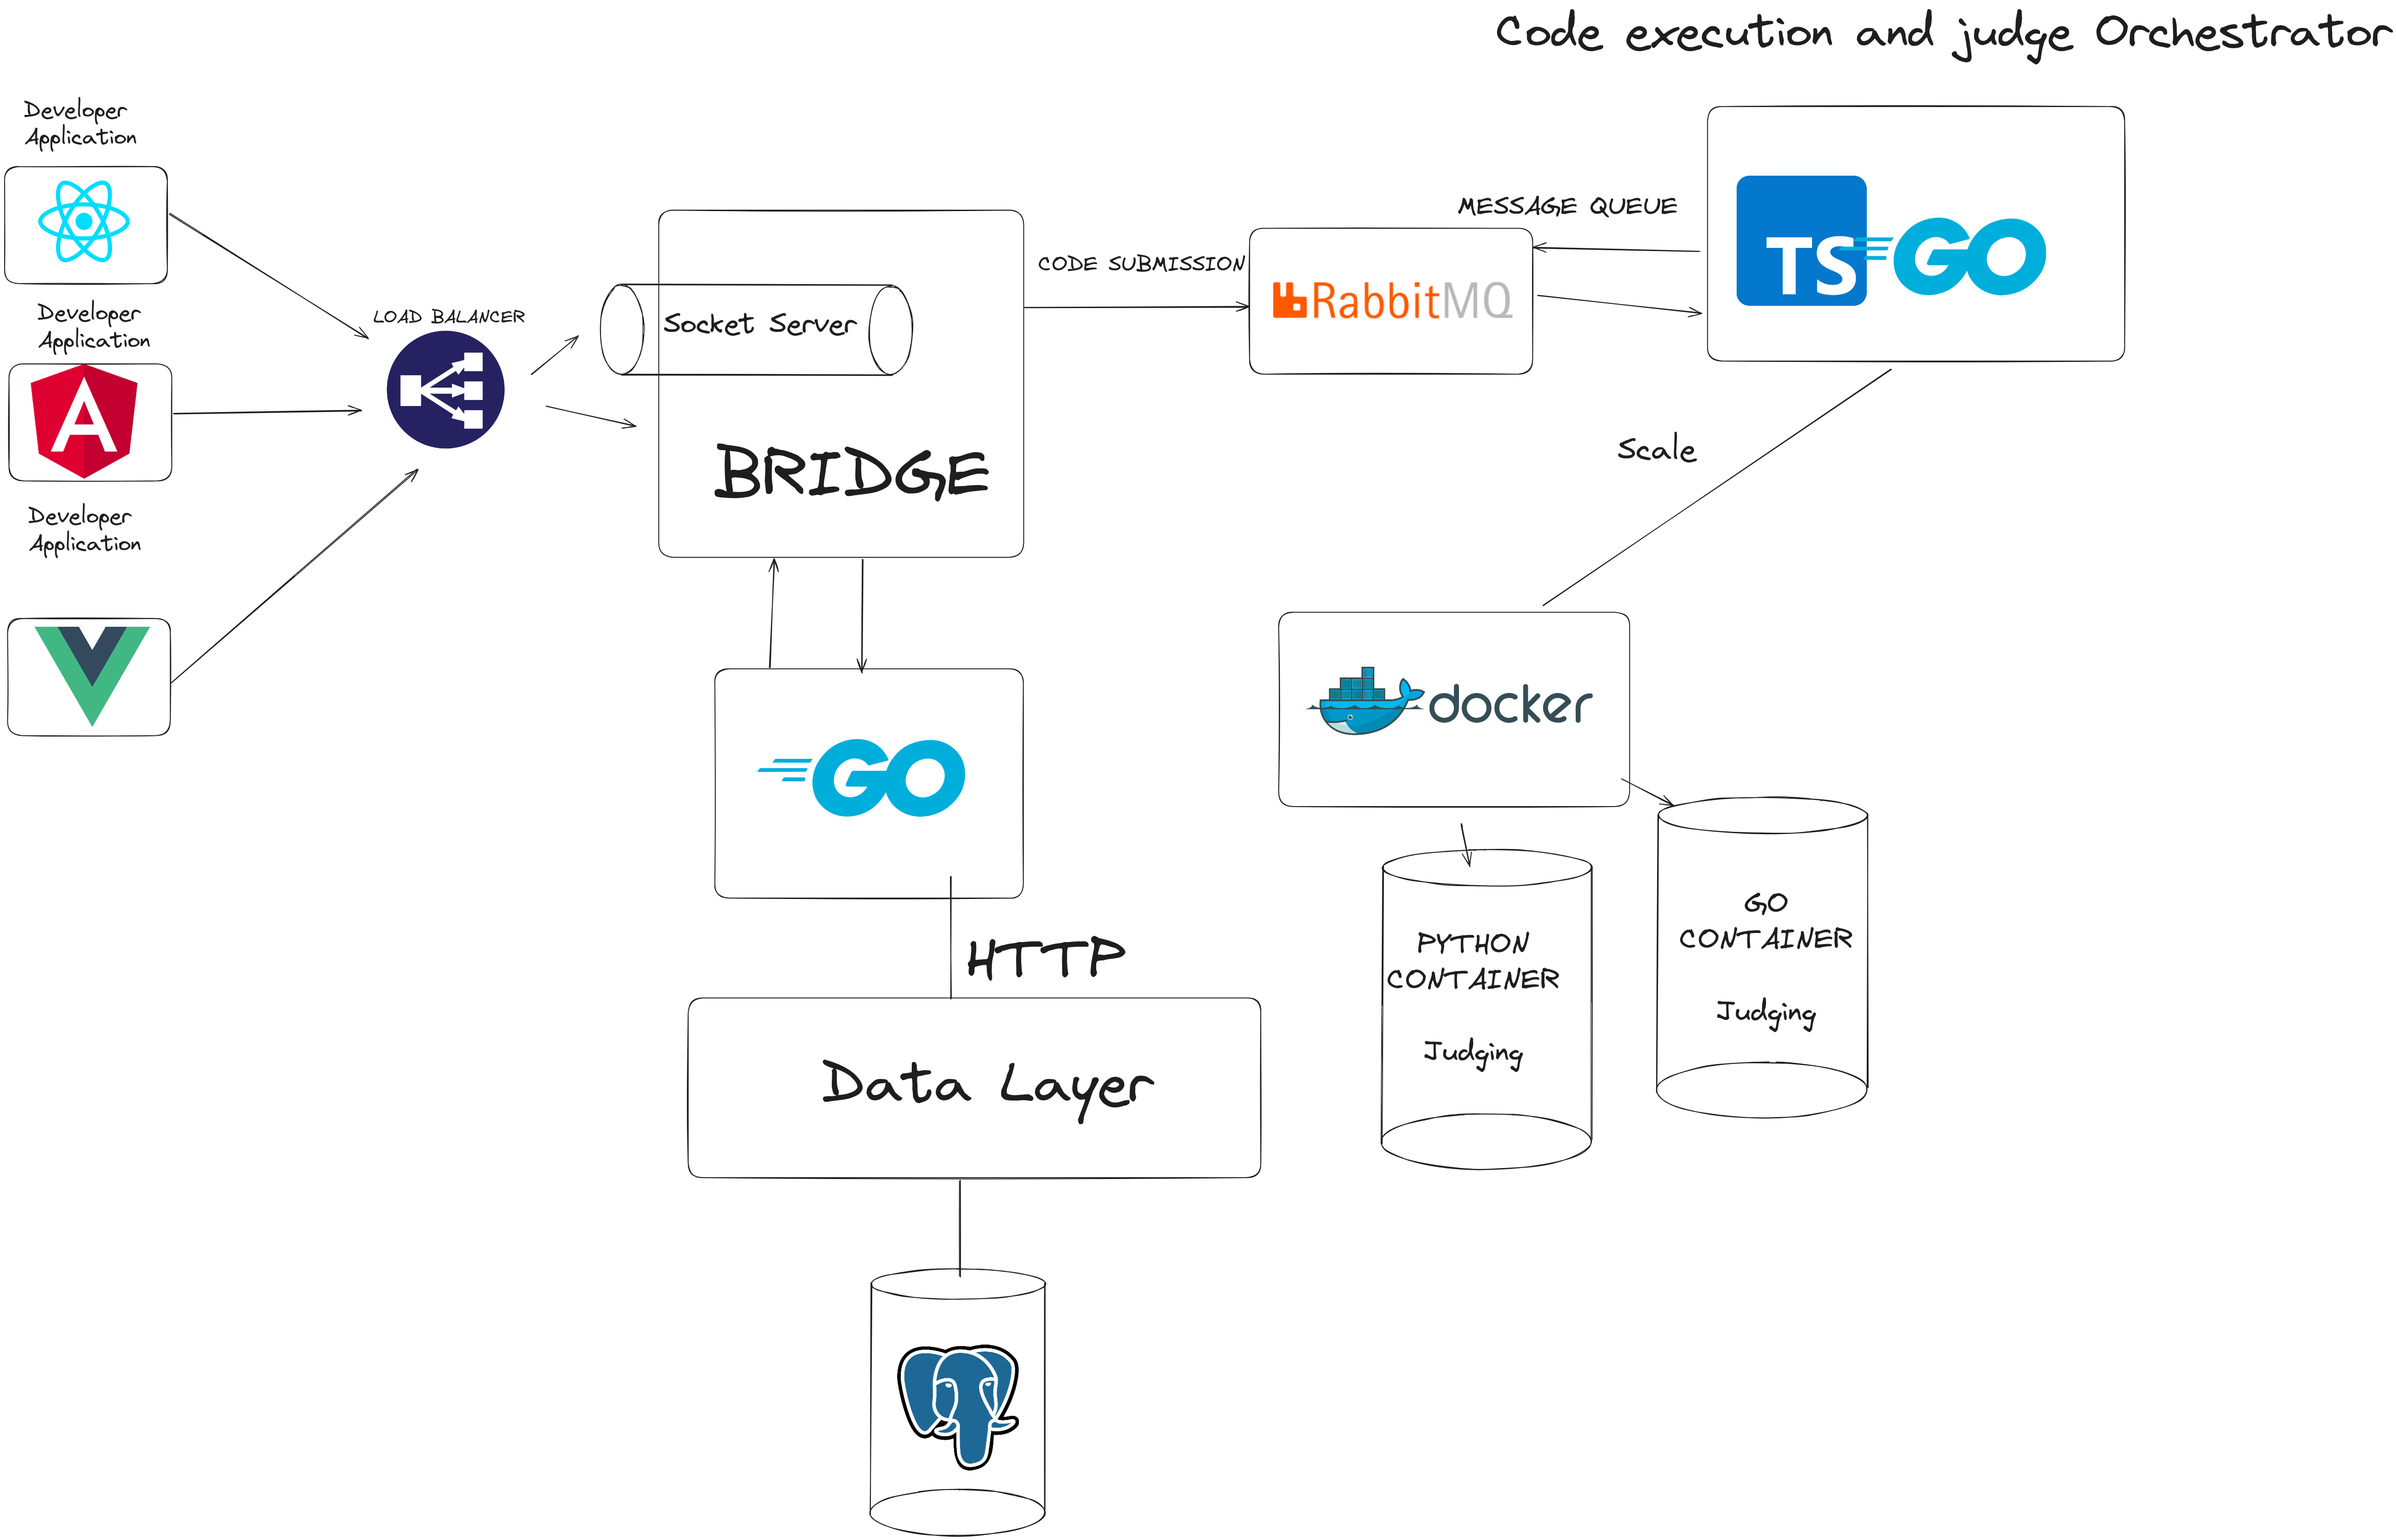 Code execution and judge Orchestrator
Developer
Application
Developer
Application
A
Developer
Application
LOAD BALANCER
Socket Server
BRIDGE
CODE SUBMISSION
RabbitMQ
MESSAGE QUEUE
TS
GO
Scale
docker
GO
HTTP
PYTHON
CONTAINER
Judging
GO
CONTAINER
Judging
Data Layer